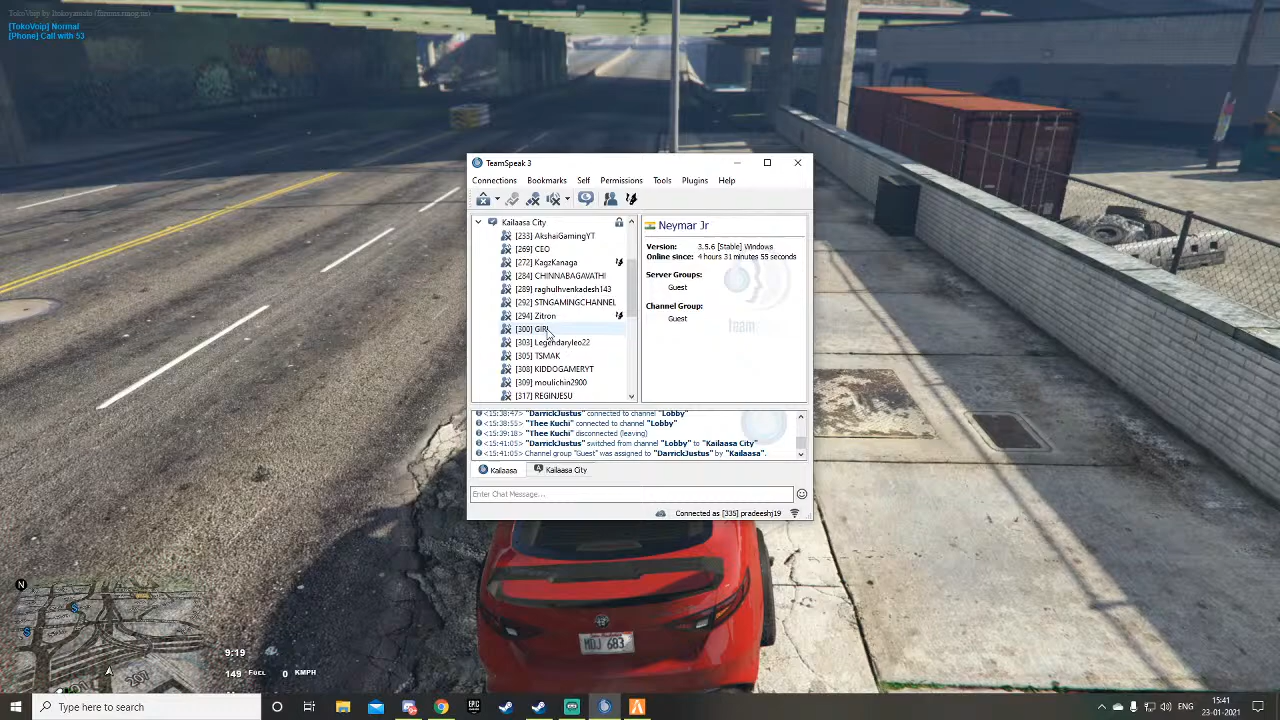 TokoVoip by Itokoyamato
[TokoVoip] Normal
[Phone] Call with 53
TeamSpeak 3
Connections Bookmarks Self Permissions Tools Plugins Help
Kailaasa City
[233] AkshaiGamingYT
[269] CEO
[272] KagzKanaga
[284] CHINNABAGAVATHI
[289] raghulhvenkadesh143
[292] STNGAMINGCHANNEL
[294] Zitron
[300] GIRI
[303] Legendaryleo22
[305] TSMAK
[308] KIDDOGAMERYT
[309] moulichin2900
[317] REGINJESU
Neymar Jr
Version: 3.5.6 [Stable] Windows
Online since: 4 hours 31 minutes 55 seconds
Server Groups:
Guest
Channel Group:
Guest
<15:38:47> "DarrickJustus" connected to channel "Lobby"
<15:38:55> "Thee Kuchi" connected to channel "Lobby"
<15:39:18> "Thee Kuchi" disconnected (leaving)
<15:41:05> "DarrickJustus" switched from channel "Lobby" to "Kailaasa City"
<15:41:05> Channel group "Guest" was assigned to "DarrickJustus" by "Kailaasa".
Kailaasa Kailaasa City
Enter Chat Message...
Connected as [335] pradeeshj19
MDJ 683
N
9:19
149 FUEL 0 KMPH
Type here to search
EPIC
ENG
15:41
23-01-2021